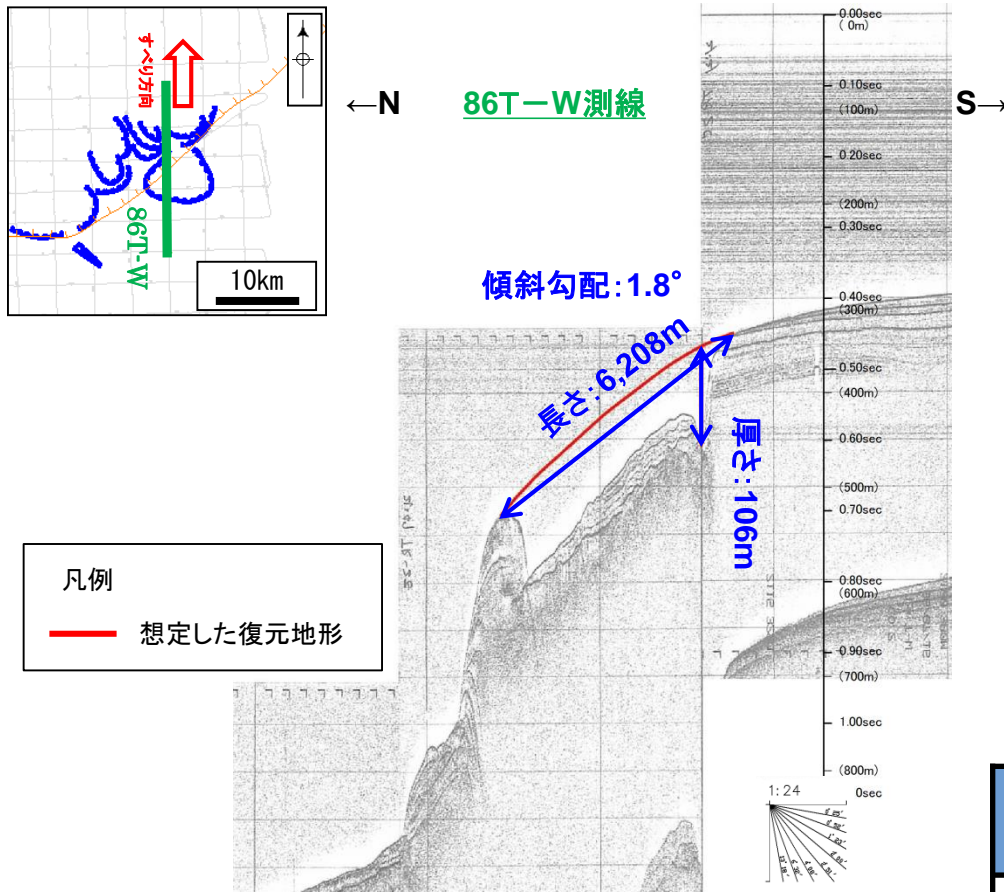 すべり方向
86T-W
10km
←N
86T－W測線
S→
0.00sec
( 0m)
0.10sec
(100m)
0.20sec
(200m)
0.30sec
0.40sec
(300m)
0.50sec
(400m)
0.60sec
(500m)
0.70sec
0.80sec
(600m)
0.90sec
(700m)
1.00sec
(800m)
0sec
傾斜勾配：1.8°
長さ：6,208m
厚さ：106m
凡例
想定した復元地形
1:24